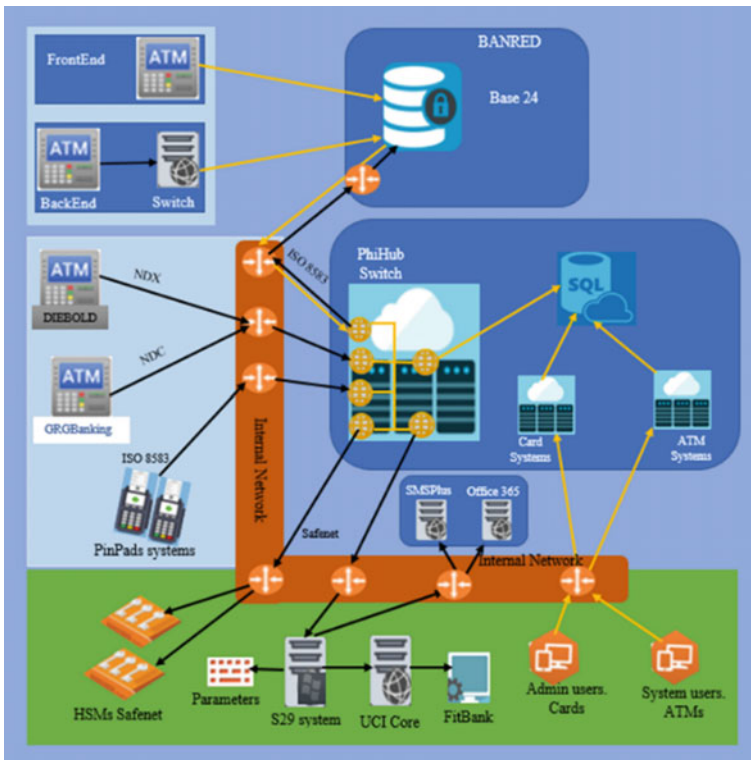 FrontEnd
ATM
BANRED
Base 24
ATM
BackEnd
Switch
ISO 8583
PhiHub
Switch
SQL
ATM
DIEBOLD
NDX
ATM
GRGBanking
NDC
Internal Network
Card
Systems
ATM
Systems
ISO 8583
PinPads systems
SMSPlus
Office 365
Safenet
Internal Network
HSMs Safenet
Parameters
S29 system
UCI Core
FitBank
Admin users.
Cards
System users.
ATMs